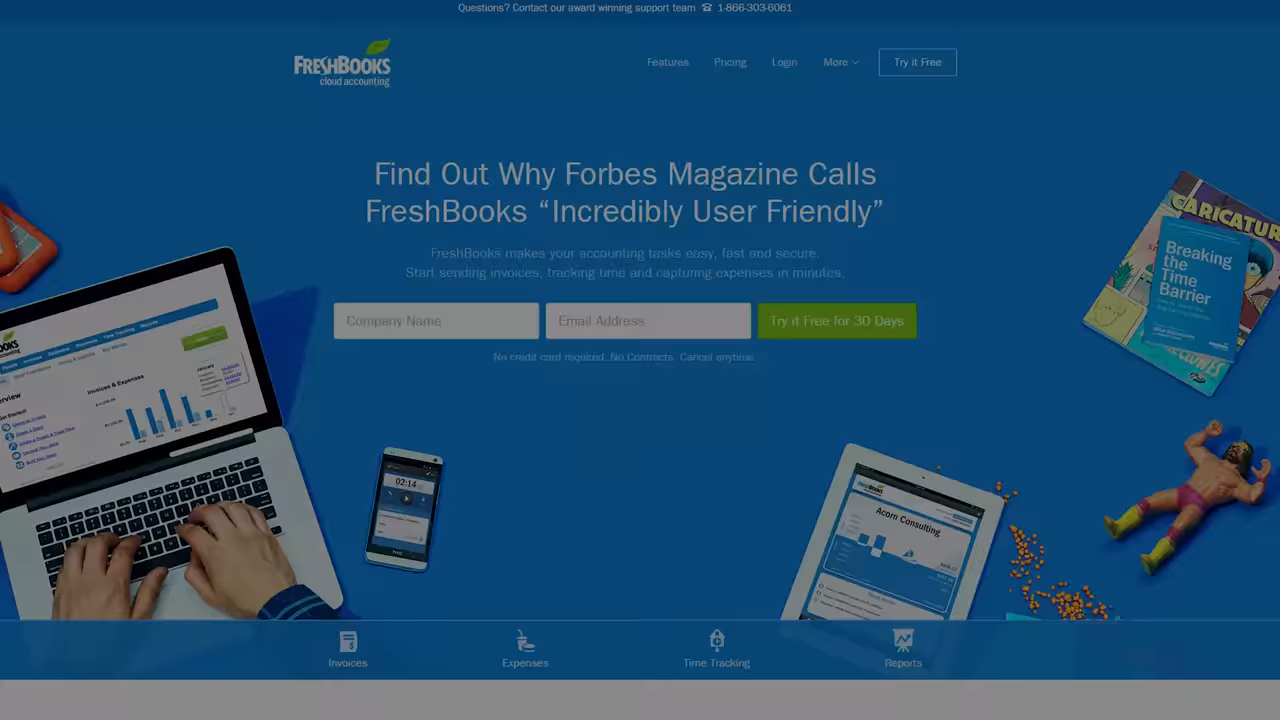 Questions? Contact our award winning support team ☎ 1-866-303-6061
FRESHBOOKS
cloud accounting
Features Pricing Login More Try it Free
Find Out Why Forbes Magazine Calls
FreshBooks “Incredibly User Friendly”
FreshBooks makes your accounting tasks easy, fast and secure.
Start sending invoices, tracking time and capturing expenses in minutes.
Company Name Email Address Try it Free for 30 Days
No credit card required. No Contracts. Cancel anytime.
CARICATUR
Breaking
the
Time
Barrier
Invoices & Expenses
January
02:14
Acorn Consulting
Invoices Expenses Time Tracking Reports